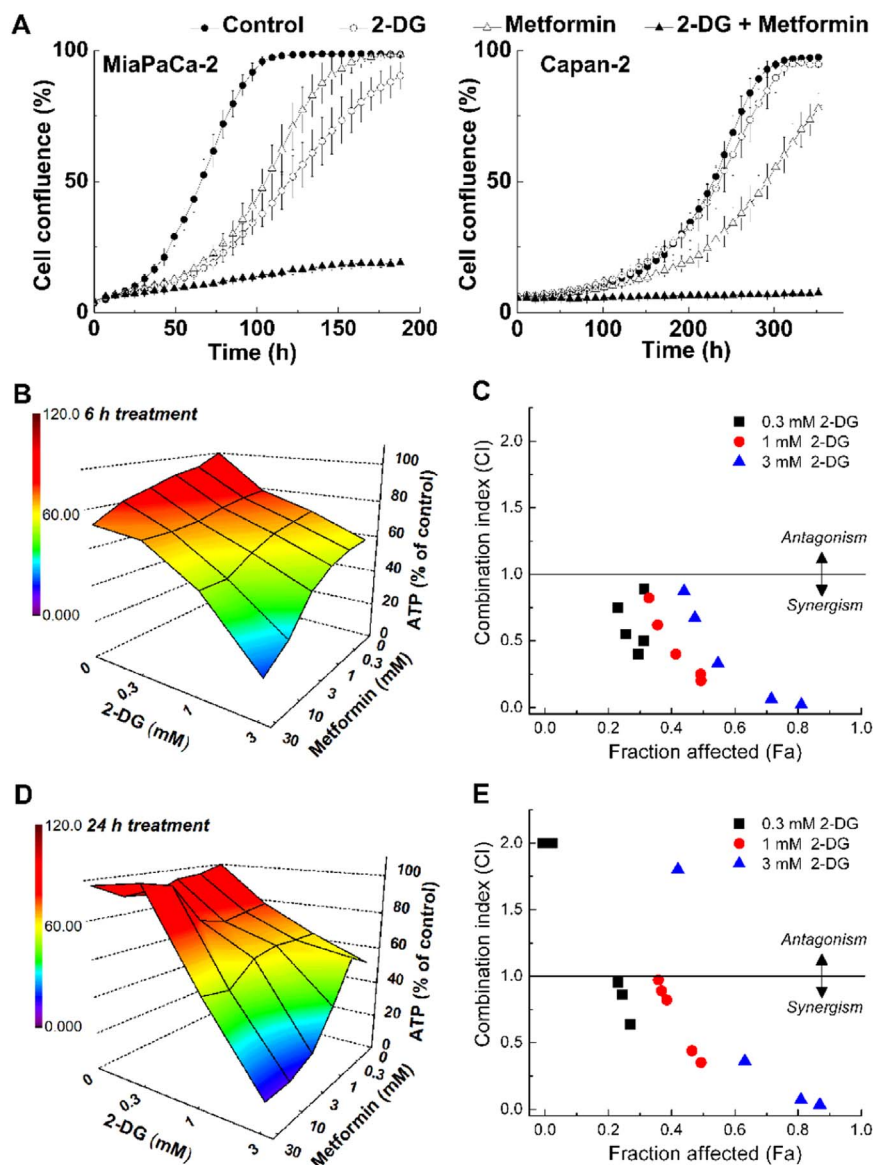 A
Control
2-DG
Metformin
2-DG + Metformin
100
50
0
Cell confluence (%)
MiaPaCa-2
0 50 100 150 200
Time (h)
100
50
0
Cell confluence (%)
Capan-2
0 100 200 300
Time (h)
B
120.0
60.00
0.000
6 h treatment
100
80
60
40
20
0
ATP (% of control)
0
0.3
1
3
2-DG (mM)
0
0.3
1
3
10
30
Metformin (mM)
C
0.3 mM 2-DG
1 mM 2-DG
3 mM 2-DG
2.0
1.5
1.0
0.5
0.0
Combination index (CI)
Antagonism
Synergism
0.0 0.2 0.4 0.6 0.8 1.0
Fraction affected (Fa)
D
120.0
60.00
0.000
24 h treatment
100
80
60
40
20
0
ATP (% of control)
0
0.3
1
3
2-DG (mM)
0
0.3
1
3
10
30
Metformin (mM)
E
0.3 mM 2-DG
1 mM 2-DG
3 mM 2-DG
2.0
1.5
1.0
0.5
0.0
Combination index (CI)
Antagonism
Synergism
0.0 0.2 0.4 0.6 0.8 1.0
Fraction affected (Fa)